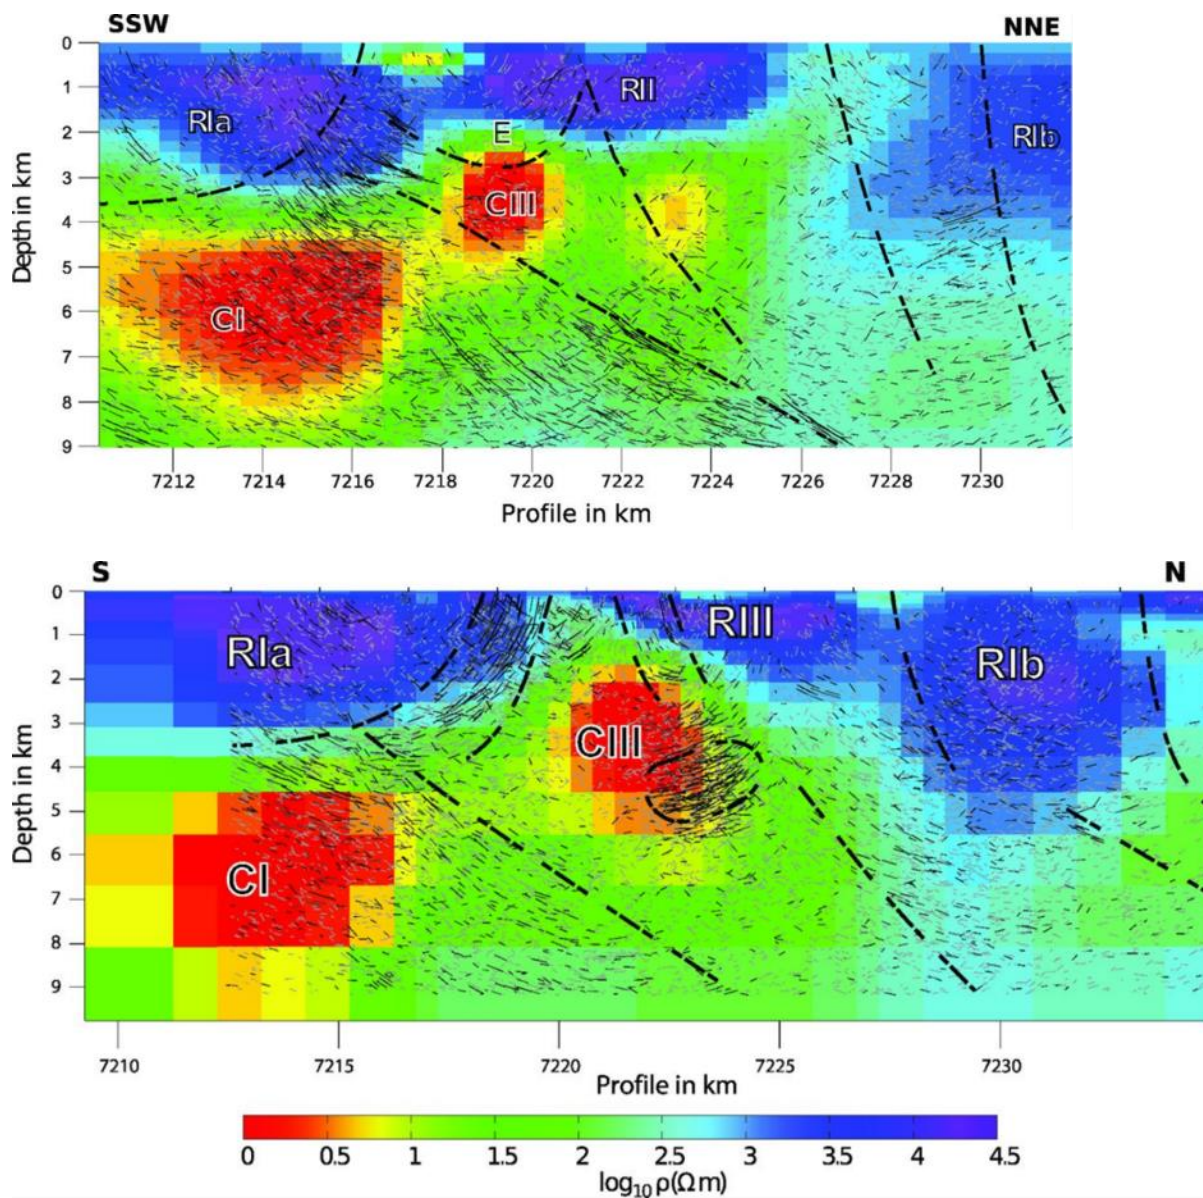 SSW NNE
0
1
2
3
4
5
6
7
8
9
Depth in km
RIa
RII
RIb
E
CIII
CI
7212 7214 7216 7218 7220 7222 7224 7226 7228 7230
Profile in km
S N
0
1
2
3
4
5
6
7
8
9
Depth in km
RIa
RIII
RIb
CIII
CI
7210 7215 7220 7225 7230
Profile in km
0 0.5 1 1.5 2 2.5 3 3.5 4 4.5
log₁₀ ρ(Ωm)